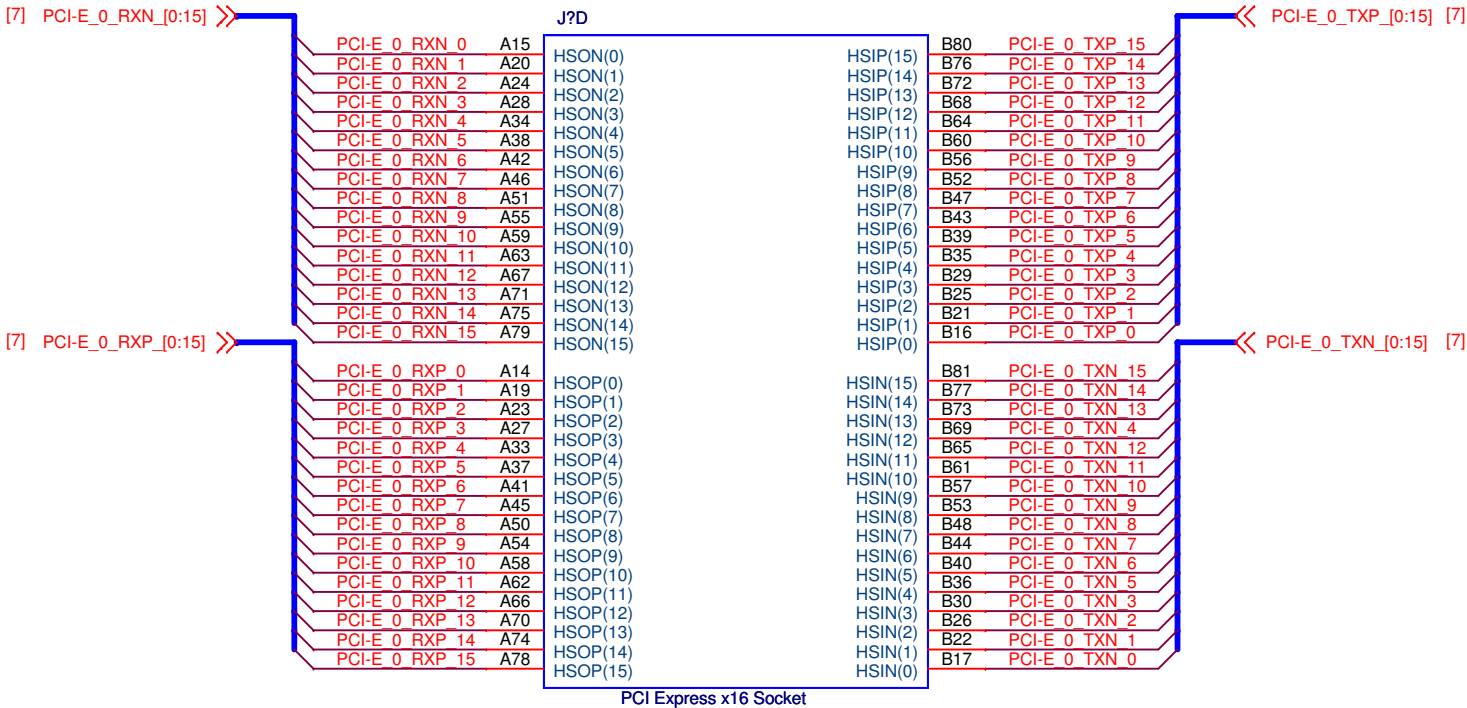 [7] PCI-E_0_RXN_[0:15] J?D PCI-E_0_TXP_[0:15] [7]
PCI-E_0_RXN_0 A15 HSON(0) HSIP(15) B80 PCI-E_0_TXP_15
PCI-E_0_RXN_1 A20 HSON(1) HSIP(14) B76 PCI-E_0_TXP_14
PCI-E_0_RXN_2 A24 HSON(2) HSIP(13) B72 PCI-E_0_TXP_13
PCI-E_0_RXN_3 A28 HSON(3) HSIP(12) B68 PCI-E_0_TXP_12
PCI-E_0_RXN_4 A34 HSON(4) HSIP(11) B64 PCI-E_0_TXP_11
PCI-E_0_RXN_5 A38 HSON(5) HSIP(10) B60 PCI-E_0_TXP_10
PCI-E_0_RXN_6 A42 HSON(6) HSIP(9) B56 PCI-E_0_TXP_9
PCI-E_0_RXN_7 A46 HSON(7) HSIP(8) B52 PCI-E_0_TXP_8
PCI-E_0_RXN_8 A51 HSON(8) HSIP(7) B47 PCI-E_0_TXP_7
PCI-E_0_RXN_9 A55 HSON(9) HSIP(6) B43 PCI-E_0_TXP_6
PCI-E_0_RXN_10 A59 HSON(10) HSIP(5) B39 PCI-E_0_TXP_5
PCI-E_0_RXN_11 A63 HSON(11) HSIP(4) B35 PCI-E_0_TXP_4
PCI-E_0_RXN_12 A67 HSON(12) HSIP(3) B29 PCI-E_0_TXP_3
PCI-E_0_RXN_13 A71 HSON(13) HSIP(2) B25 PCI-E_0_TXP_2
PCI-E_0_RXN_14 A75 HSON(14) HSIP(1) B21 PCI-E_0_TXP_1
PCI-E_0_RXN_15 A79 HSON(15) HSIP(0) B16 PCI-E_0_TXP_0
[7] PCI-E_0_RXP_[0:15] PCI-E_0_TXN_[0:15] [7]
PCI-E_0_RXP_0 A14 HSOP(0) HSIN(15) B81 PCI-E_0_TXN_15
PCI-E_0_RXP_1 A19 HSOP(1) HSIN(14) B77 PCI-E_0_TXN_14
PCI-E_0_RXP_2 A23 HSOP(2) HSIN(13) B73 PCI-E_0_TXN_13
PCI-E_0_RXP_3 A27 HSOP(3) HSIN(12) B69 PCI-E_0_TXN_4
PCI-E_0_RXP_4 A33 HSOP(4) HSIN(11) B65 PCI-E_0_TXN_12
PCI-E_0_RXP_5 A37 HSOP(5) HSIN(10) B61 PCI-E_0_TXN_11
PCI-E_0_RXP_6 A41 HSOP(6) HSIN(9) B57 PCI-E_0_TXN_10
PCI-E_0_RXP_7 A45 HSOP(7) HSIN(8) B53 PCI-E_0_TXN_9
PCI-E_0_RXP_8 A50 HSOP(8) HSIN(7) B48 PCI-E_0_TXN_8
PCI-E_0_RXP_9 A54 HSOP(9) HSIN(6) B44 PCI-E_0_TXN_7
PCI-E_0_RXP_10 A58 HSOP(10) HSIN(5) B40 PCI-E_0_TXN_6
PCI-E_0_RXP_11 A62 HSOP(11) HSIN(4) B36 PCI-E_0_TXN_5
PCI-E_0_RXP_12 A66 HSOP(12) HSIN(3) B30 PCI-E_0_TXN_3
PCI-E_0_RXP_13 A70 HSOP(13) HSIN(2) B26 PCI-E_0_TXN_2
PCI-E_0_RXP_14 A74 HSOP(14) HSIN(1) B22 PCI-E_0_TXN_1
PCI-E_0_RXP_15 A78 HSOP(15) HSIN(0) B17 PCI-E_0_TXN_0
PCI Express x16 Socket